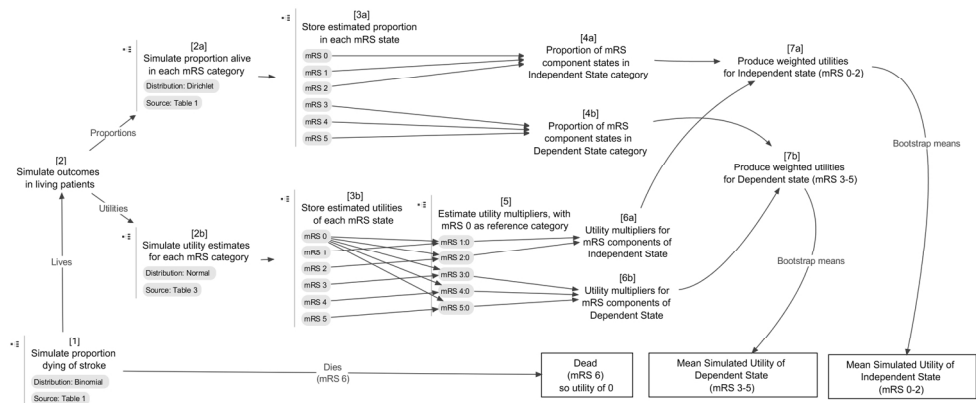 [2a]
Simulate proportion alive
in each mRS category
Distribution: Dirichlet
Source: Table 1
[3a]
Store estimated proportion
in each mRS state
mRS 0
mRS 1
mRS 2
mRS 3
mRS 4
mRS 5
[4a]
Proportion of mRS
component states in
Independent State category
[4b]
Proportion of mRS
component states in
Dependent State category
[7a]
Produce weighted utilities
for Independent state (mRS 0-2)
[7b]
Produce weighted utilities
for Dependent state (mRS 3-5)
Bootstrap means
Bootstrap means
Proportions
[2]
Simulate outcomes
in living patients
Utilities
[2b]
Simulate utility estimates
for each mRS category
Distribution: Normal
Source: Table 3
[3b]
Store estimated utilities
of each mRS state
mRS 0
mRS 1
mRS 2
mRS 3
mRS 4
mRS 5
[5]
Estimate utility multipliers, with
mRS 0 as reference category
mRS 1:0
mRS 2:0
mRS 3:0
mRS 4:0
mRS 5:0
[6a]
Utility multipliers for
mRS components of
Independent State
[6b]
Utility multipliers for
mRS components of
Dependent State
Lives
[1]
Simulate proportion
dying of stroke
Distribution: Binomial
Source: Table 1
Dies
(mRS 6)
Dead
(mRS 6)
so utility of 0
Mean Simulated Utility of
Dependent State
(mRS 3-5)
Mean Simulated Utility of
Independent State
(mRS 0-2)